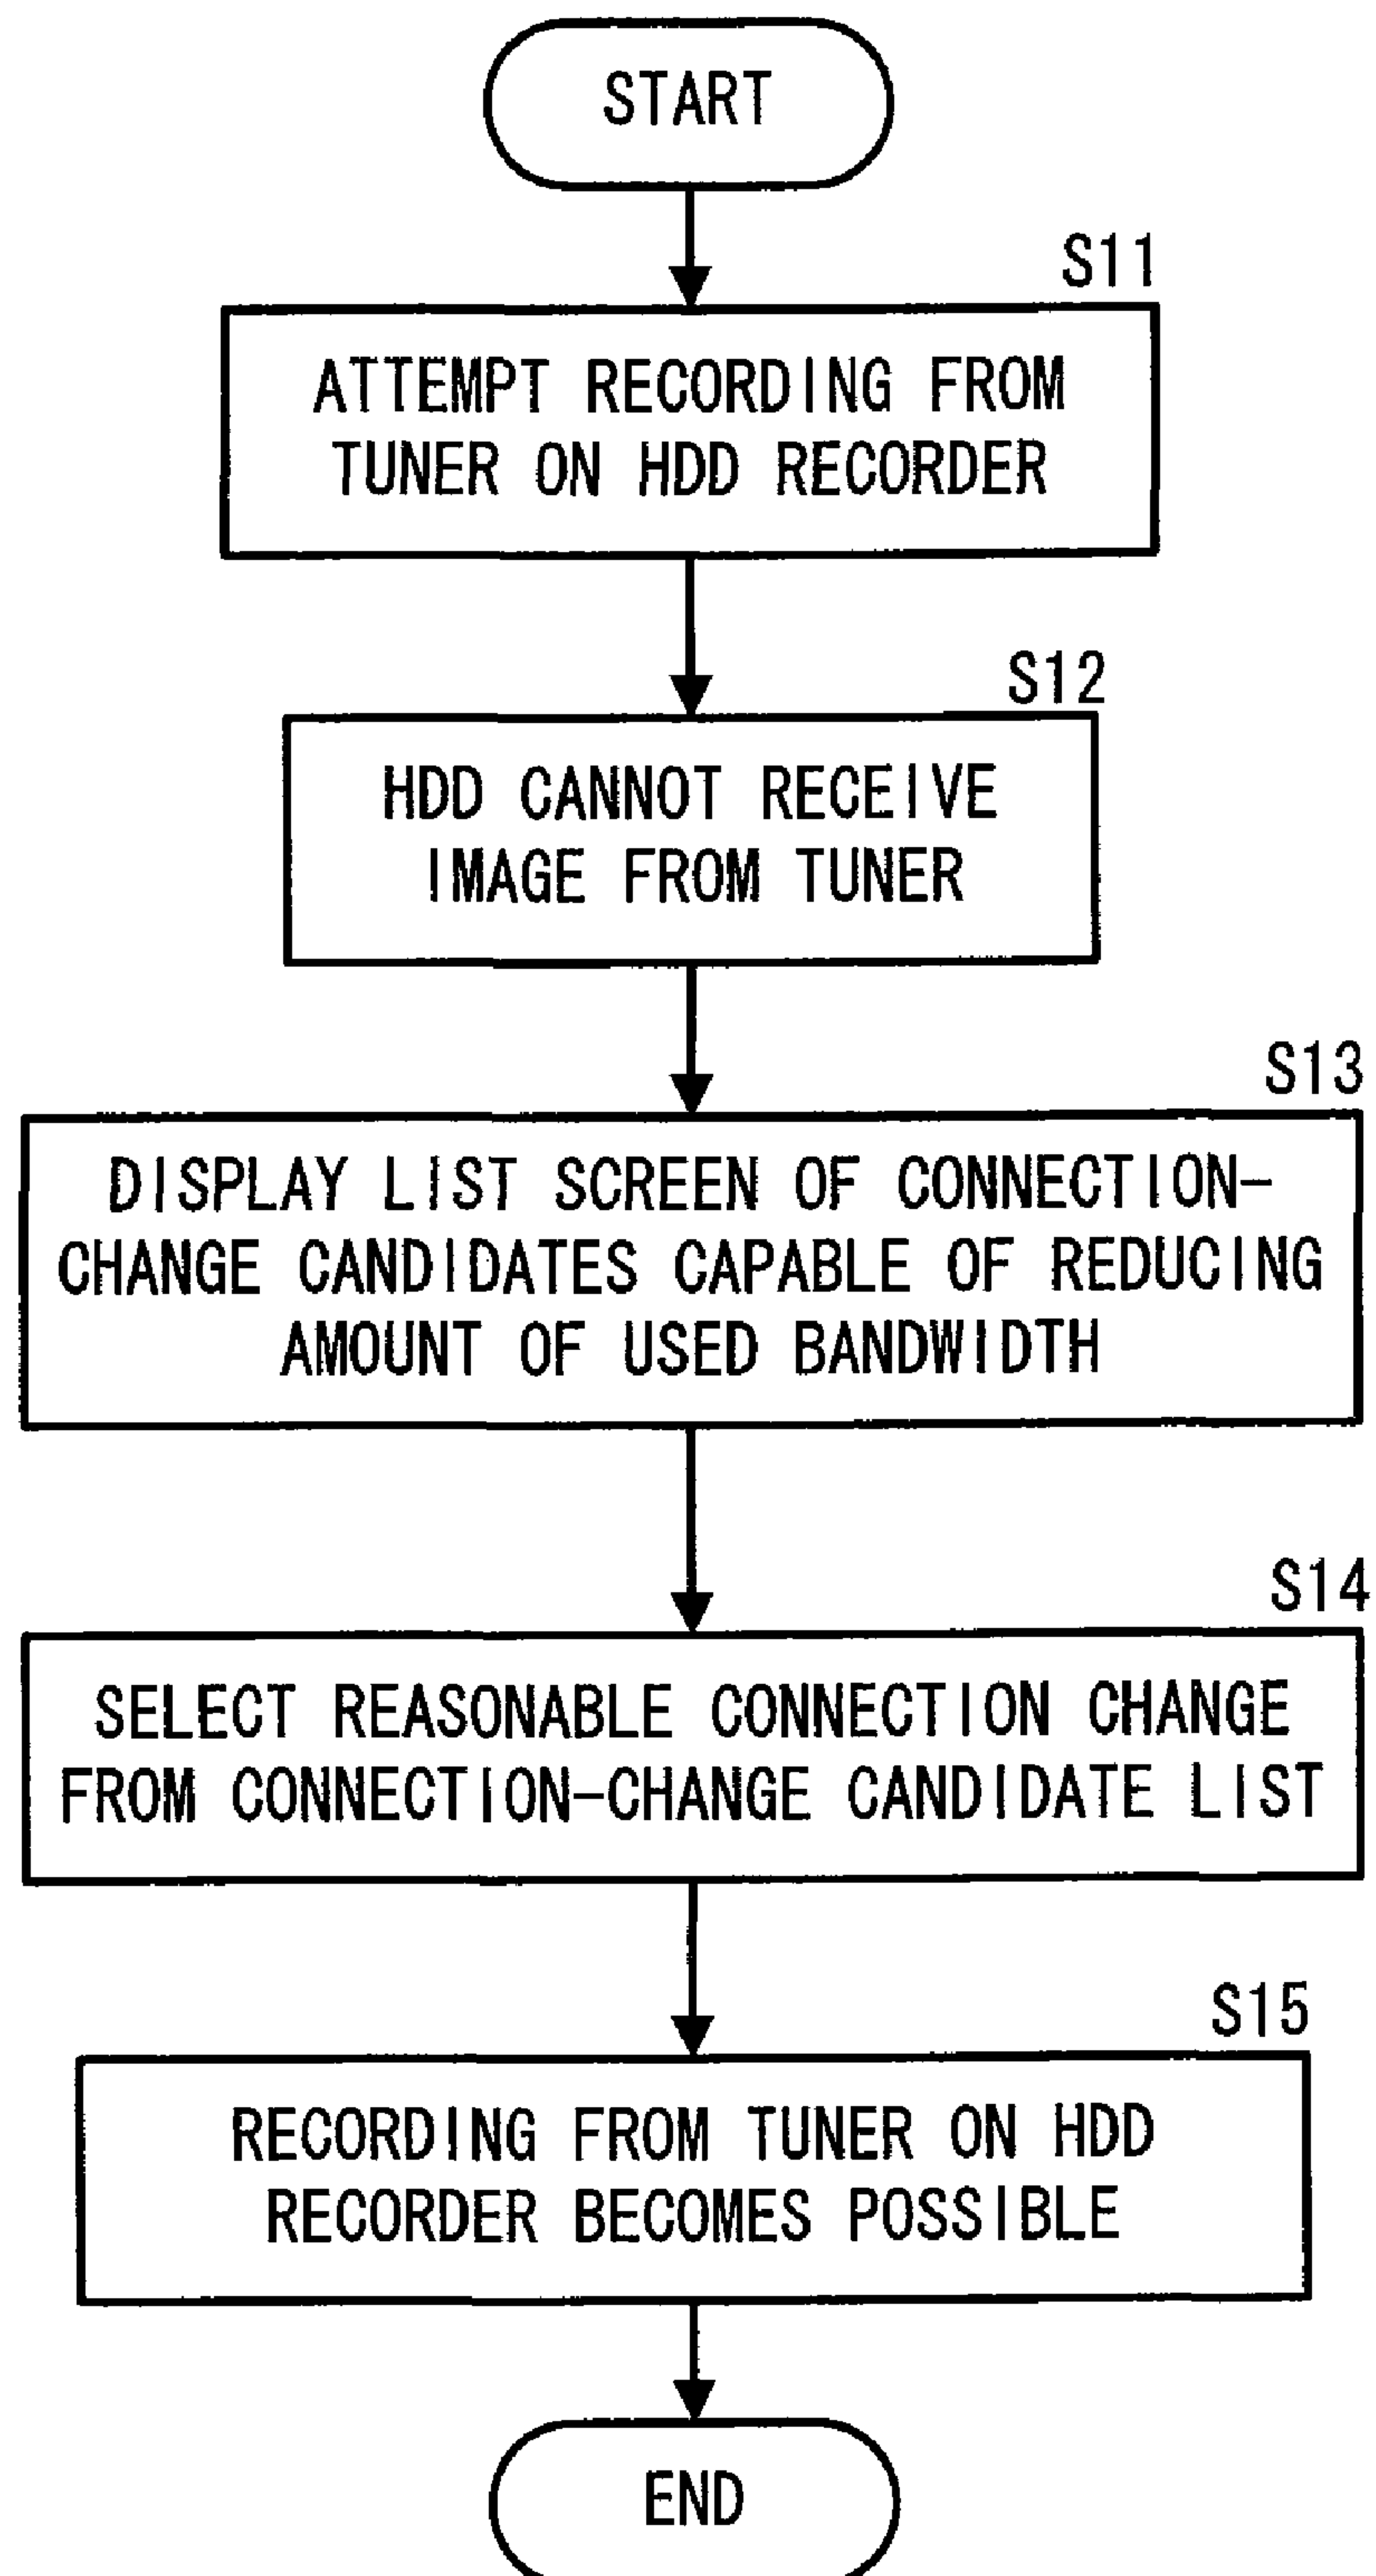 START
S11
ATTEMPT RECORDING FROM
TUNER ON HDD RECORDER
S12
HDD CANNOT RECEIVE
IMAGE FROM TUNER
S13
DISPLAY LIST SCREEN OF CONNECTION-
CHANGE CANDIDATES CAPABLE OF REDUCING
AMOUNT OF USED BANDWIDTH
S14
SELECT REASONABLE CONNECTION CHANGE
FROM CONNECTION-CHANGE CANDIDATE LIST
S15
RECORDING FROM TUNER ON HDD
RECORDER BECOMES POSSIBLE
END